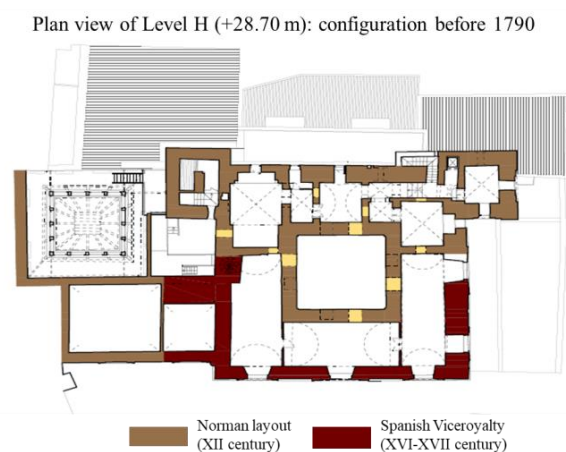 Plan view of Level H (+28.70 m): configuration before 1790
Norman layout
(XII century)
Spanish Viceroyalty
(XVI-XVII century)